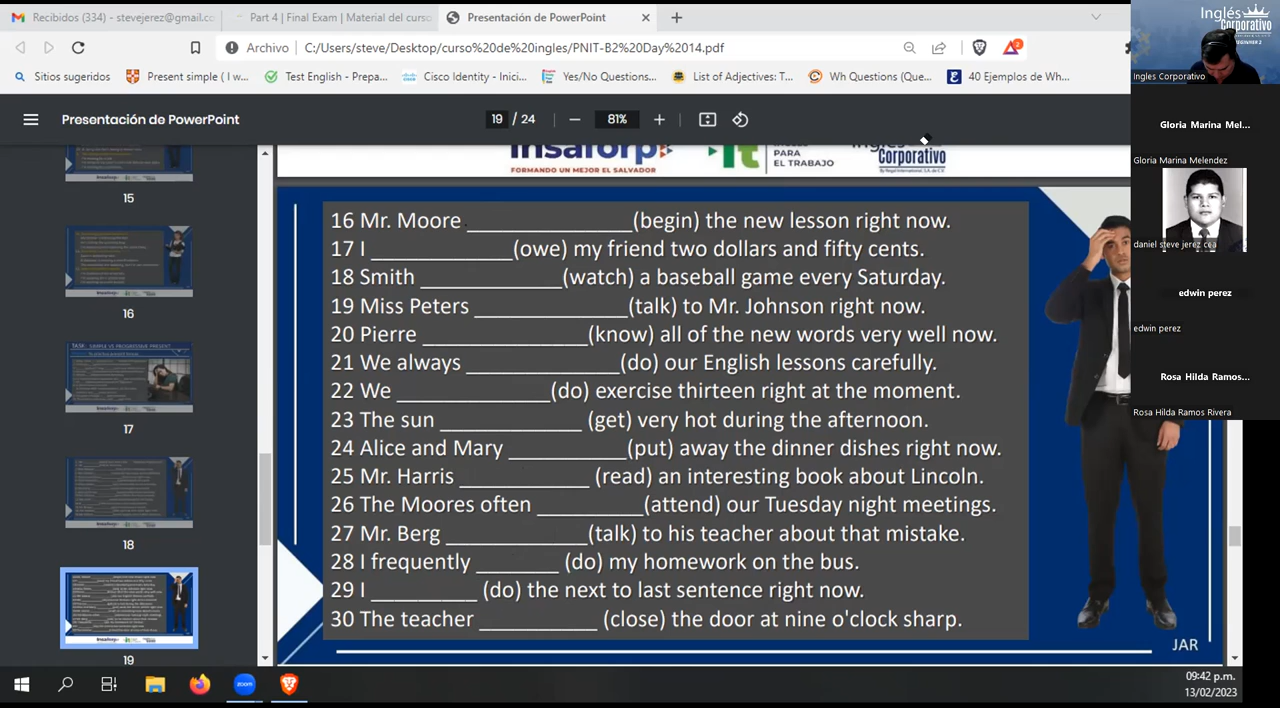 Recibidos (334) - stevejerez@gmail.co
Part 4 | Final Exam | Material del curso
Presentación de PowerPoint
Archivo
C:/Users/steve/Desktop/curso%20de%20ingles/PNIT-B2%20Day%2014.pdf
2
Sitios sugeridos
Present simple ( I w...
Test English - Prepa...
Cisco Identity - Inci...
Yes/No Questions...
List of Adjectives: T...
Wh Questions (Que...
40 Ejemplos de Wh...
Presentación de PowerPoint
19 / 24
81%
15
16
17
18
19
insaforp
FORMANDO UN MEJOR EL SALVADOR
PARA
EL TRABAJO
Corporativo
16 Mr. Moore ________________(begin) the new lesson right now.
17 I ______________(owe) my friend two dollars and fifty cents.
18 Smith ______________(watch) a baseball game every Saturday.
19 Miss Peters _______________(talk) to Mr. Johnson right now.
20 Pierre ________________(know) all of the new words very well now.
21 We always _______________(do) our English lessons carefully.
22 We _______________(do) exercise thirteen right at the moment.
23 The sun ______________ (get) very hot during the afternoon.
24 Alice and Mary ____________(put) away the dinner dishes right now.
25 Mr. Harris _____________ (read) an interesting book about Lincoln.
26 The Moores often __________(attend) our Tuesday night meetings.
27 Mr. Berg ______________(talk) to his teacher about that mistake.
28 I frequently ________ (do) my homework on the bus.
29 I __________ (do) the next to last sentence right now.
30 The teacher ____________ (close) the door at nine o'clock sharp.
JAR
Inglés
Corporativo
Ingles Corporativo
Gloria Marina Mel...
Gloria Marina Melendez
daniel steve jerez cea
edwin perez
edwin perez
Rosa Hilda Ramos...
Rosa Hilda Ramos Rivera
zoom
09:42 p.m.
13/02/2023